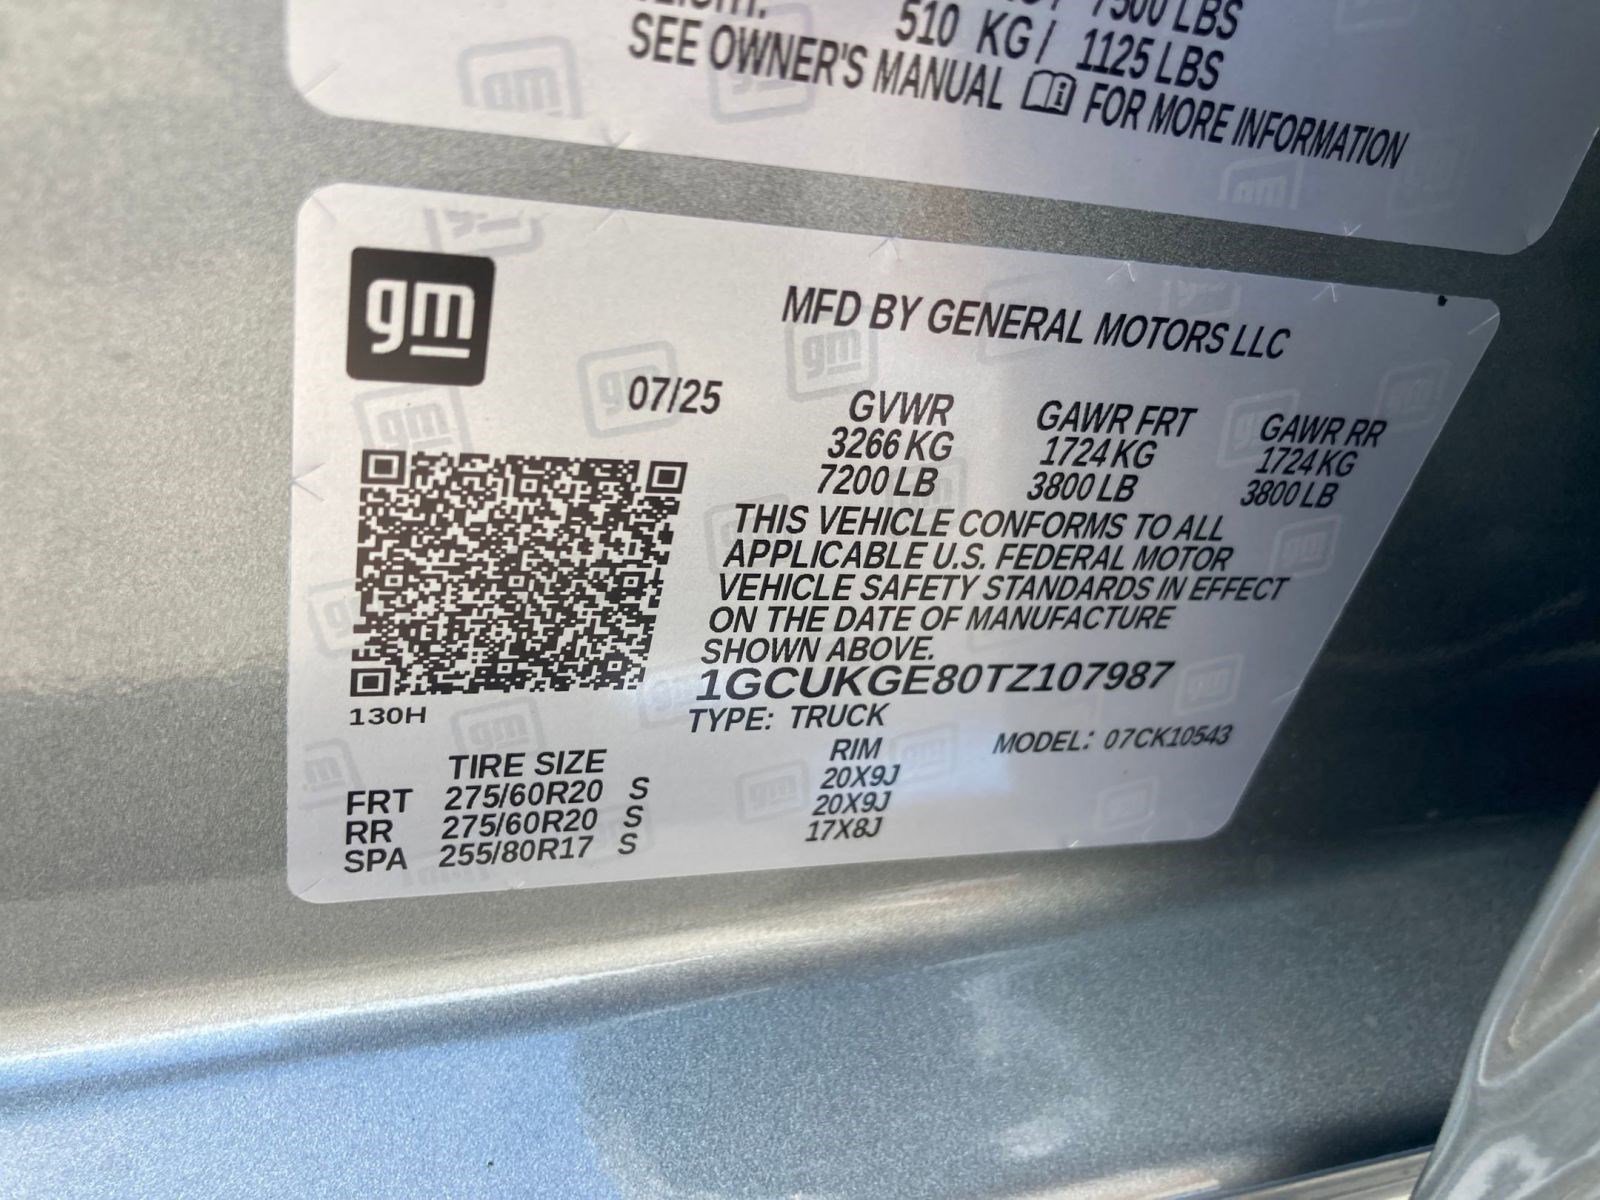 7500 LBS
510 KG / 1125 LBS
SEE OWNER'S MANUAL FOR MORE INFORMATION
gm
MFD BY GENERAL MOTORS LLC
07/25
GVWR GAWR FRT GAWR RR
3266 KG 1724 KG 1724 KG
7200 LB 3800 LB 3800 LB
THIS VEHICLE CONFORMS TO ALL
APPLICABLE U.S. FEDERAL MOTOR
VEHICLE SAFETY STANDARDS IN EFFECT
ON THE DATE OF MANUFACTURE
SHOWN ABOVE.
1GCUKGE80TZ107987
130H
TYPE: TRUCK
MODEL: 07CK10543
TIRE SIZE RIM
FRT 275/60R20 S 20X9J
RR 275/60R20 S 20X9J
SPA 255/80R17 S 17X8J